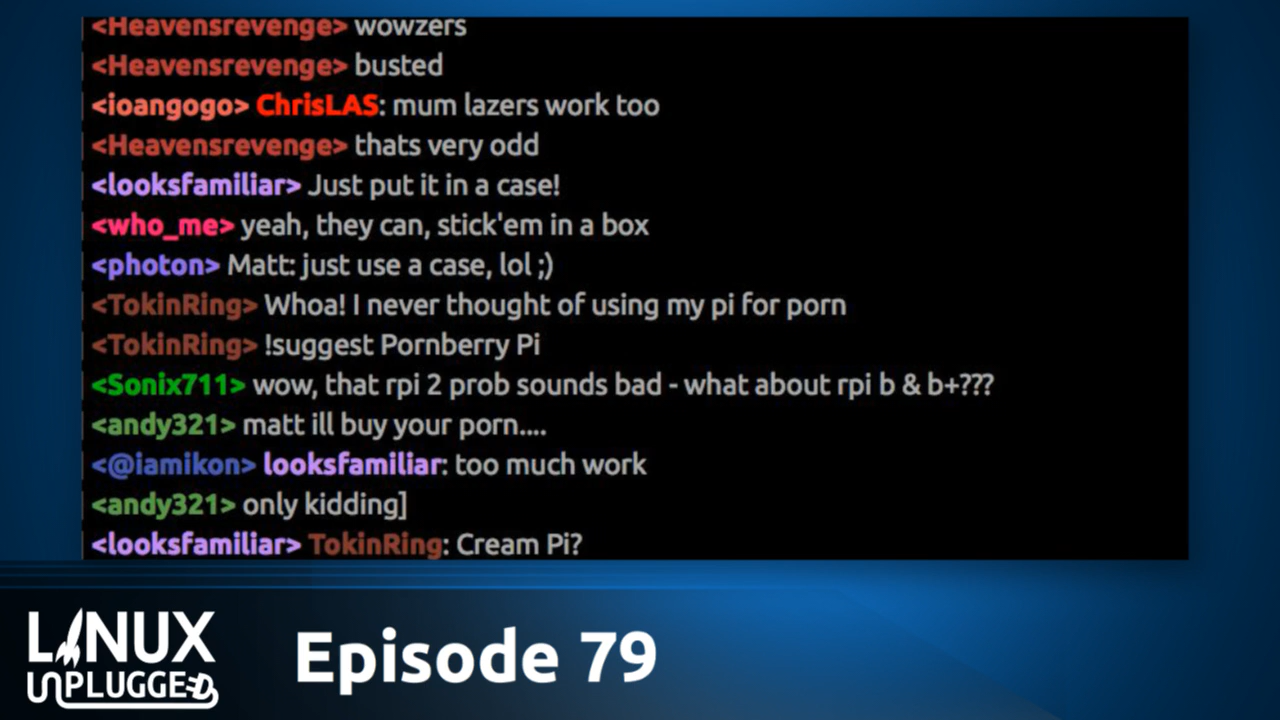 <Heavensrevenge> wowzers
<Heavensrevenge> busted
<ioangogo> ChrisLAS: mum lazers work too
<Heavensrevenge> thats very odd
<looksfamiliar> Just put it in a case!
<who_me> yeah, they can, stick'em in a box
<photon> Matt: just use a case, lol ;)
<TokinRing> Whoa! I never thought of using my pi for porn
<TokinRing> !suggest Pornberry Pi
<Sonix711> wow, that rpi 2 prob sounds bad - what about rpi b & b+???
<andy321> matt ill buy your porn....
<@iamikon> looksfamiliar: too much work
<andy321> only kidding]
<looksfamiliar> TokinRing: Cream Pi?
LINUX
UNPLUGGED
Episode 79